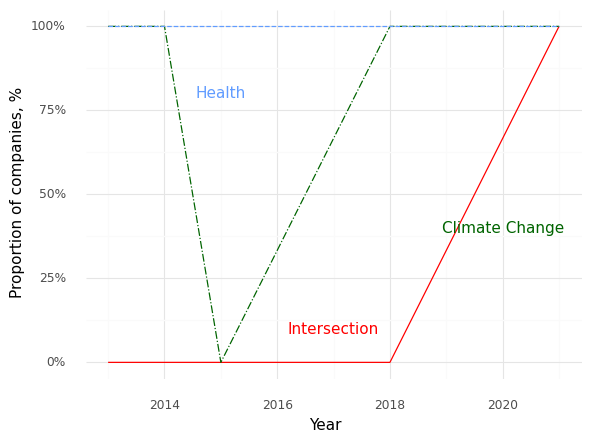 100%
Health
75%
50%
Climate Change
25%
Intersection
0%
Proportion of companies, %
2014 2016 2018 2020
Year